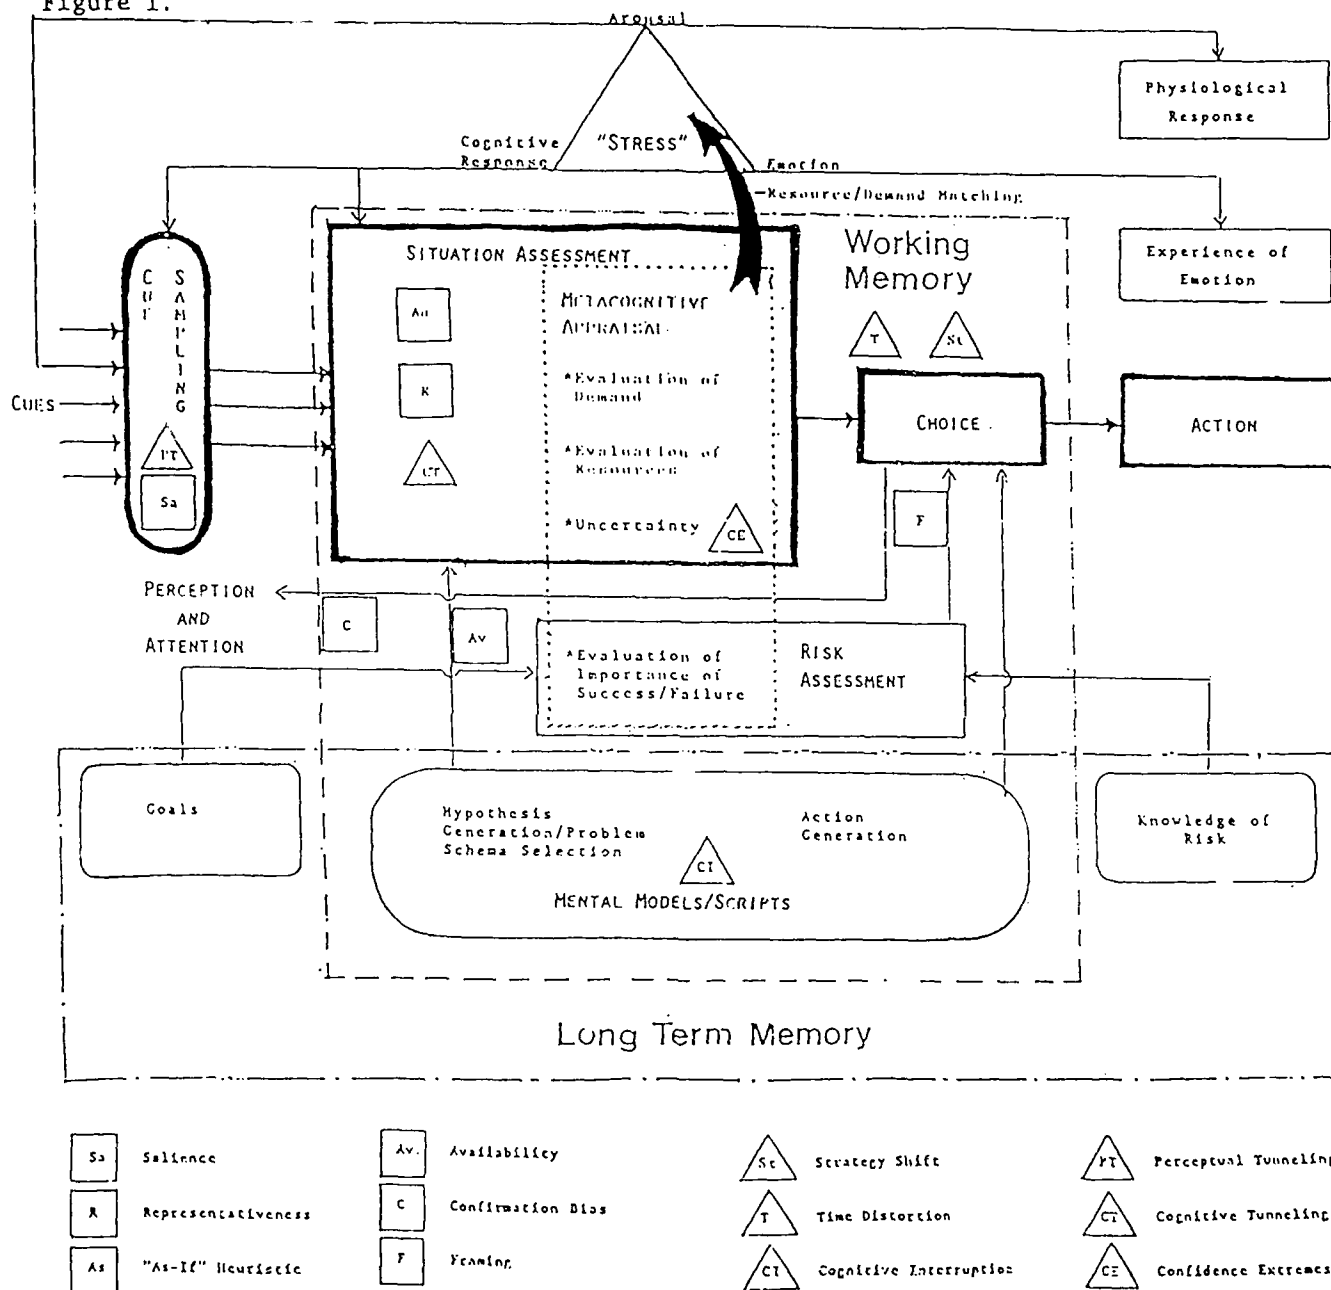 Figure 1.
Arousal
Physiological
Response
Cognitive
Response
"STRESS"
Emotion
Resource/Demand Matching
Experience of
Emotion
CUE
SAMPLING
SITUATION ASSESSMENT
Working
Memory
METACOGNITIVE
APPRAISAL
R
*Evaluation of
Demand
T
St
CUES
CHOICE
ACTION
PT
Sa
CT
*Evaluation of
Resources
*Uncertainty
CE
F
PERCEPTION
AND
ATTENTION
C
Av
*Evaluation of
Importance of
Success/Failure
RISK
ASSESSMENT
Goals
Hypothesis
Generation/Problem
Schema Selection
CI
Action
Generation
MENTAL MODELS/SCRIPTS
Knowledge of
Risk
Long Term Memory
Sa Salience
R Representativeness
As "As-If" Heuristic
Av. Availability
C Confirmation Bias
F Framing
St Strategy Shift
T Time Distortion
CI Cognitive Interruption
PT Perceptual Tunneling
CT Cognitive Tunneling
CE Confidence Extremes